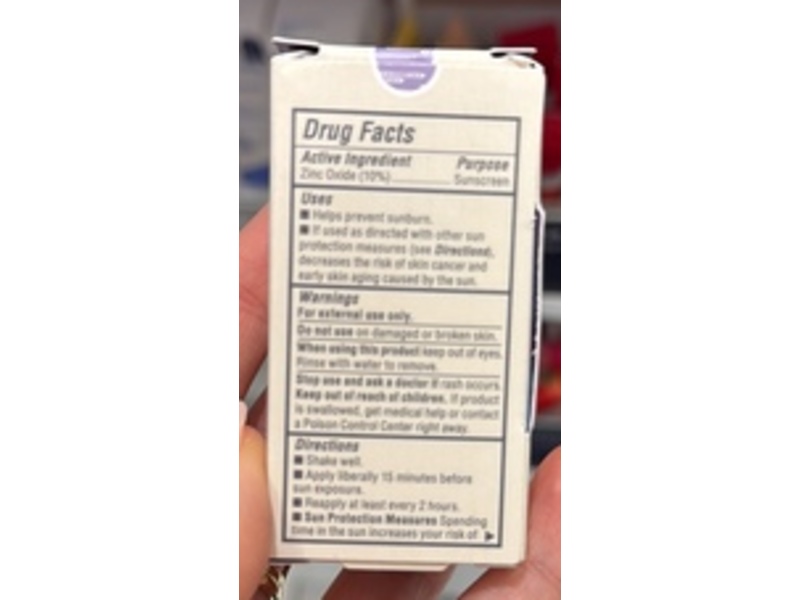 Drug Facts
Active Ingredient Purpose
Zinc Oxide (10%) Sunscreen
Uses
■ Helps prevent sunburn.
■ If used as directed with other sun
protection measures (see Directions),
decreases the risk of skin cancer and
early skin aging caused by the sun.
Warnings
For external use only.
Do not use on damaged or broken skin.
When using this product keep out of eyes.
Rinse with water to remove.
Stop use and ask a doctor if rash occurs.
Keep out of reach of children. If product
is swallowed, get medical help or contact
a Poison Control Center right away.
Directions
■ Shake well.
■ Apply liberally 15 minutes before
sun exposure.
■ Reapply at least every 2 hours.
■ Sun Protection Measures Spending
time in the sun increases your risk of